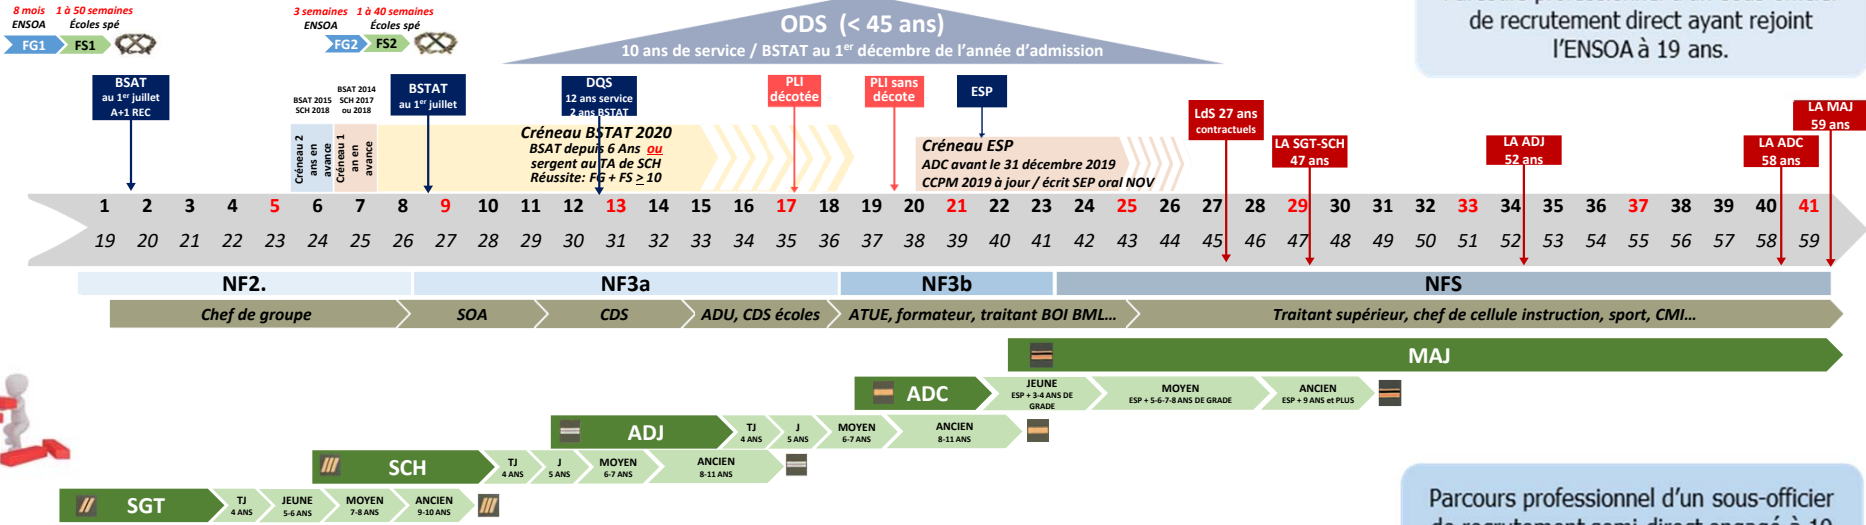 8 mois 1 à 50 semaines
ENSOA Écoles spé
FG1 FS1
3 semaines 1 à 40 semaines
ENSOA Écoles spé
FG2 FS2
ODS (< 45 ans)
10 ans de service / BSTAT au 1er décembre de l'année d'admission
Parcours professionnel d'un sous-officier
de recrutement direct ayant rejoint
l'ENSOA à 19 ans.
BSAT
au 1er juillet
A+1 REC
BSAT 2015
SCH 2018
BSAT 2014
SCH 2017
ou 2018
Créneau 2
ans en
avance
Créneau 1
an en
avance
BSTAT
au 1er juillet
DQS
12 ans service
2 ans BSTAT
Créneau BSTAT 2020
BSAT depuis 6 Ans ou
sergent au TA de SCH
Réussite: FG + FS > 10
PLI
décotée
PLI sans
décote
ESP
Créneau ESP
ADC avant le 31 décembre 2019
CCPM 2019 à jour / écrit SEP oral NOV
LdS 27 ans
contractuels
LA SGT-SCH
47 ans
LA ADJ
52 ans
LA ADC
58 ans
LA MAJ
59 ans
1 2 3 4 5 6 7 8 9 10 11 12 13 14 15 16 17 18 19 20 21 22 23 24 25 26 27 28 29 30 31 32 33 34 35 36 37 38 39 40 41
19 20 21 22 23 24 25 26 27 28 29 30 31 32 33 34 35 36 37 38 39 40 41 42 43 44 45 46 47 48 49 50 51 52 53 54 55 56 57 58 59
NF2. NF3a NF3b NFS
Chef de groupe SOA CDS ADU, CDS écoles ATUE, formateur, traitant BOI BML... Traitant supérieur, chef de cellule instruction, sport, CMI...
MAJ
ADC
JEUNE
ESP + 3-4 ANS DE
GRADE
MOYEN
ESP + 5-6-7-8 ANS DE GRADE
ANCIEN
ESP + 9 ANS et PLUS
ADJ
TJ
4 ANS
J
5 ANS
MOYEN
6-7 ANS
ANCIEN
8-11 ANS
SCH
TJ
4 ANS
J
5 ANS
MOYEN
6-7 ANS
ANCIEN
8-11 ANS
SGT
TJ
4 ANS
JEUNE
5-6 ANS
MOYEN
7-8 ANS
ANCIEN
9-10 ANS
Parcours professionnel d'un sous-officier
de recrutement semi-direct engagé à 19